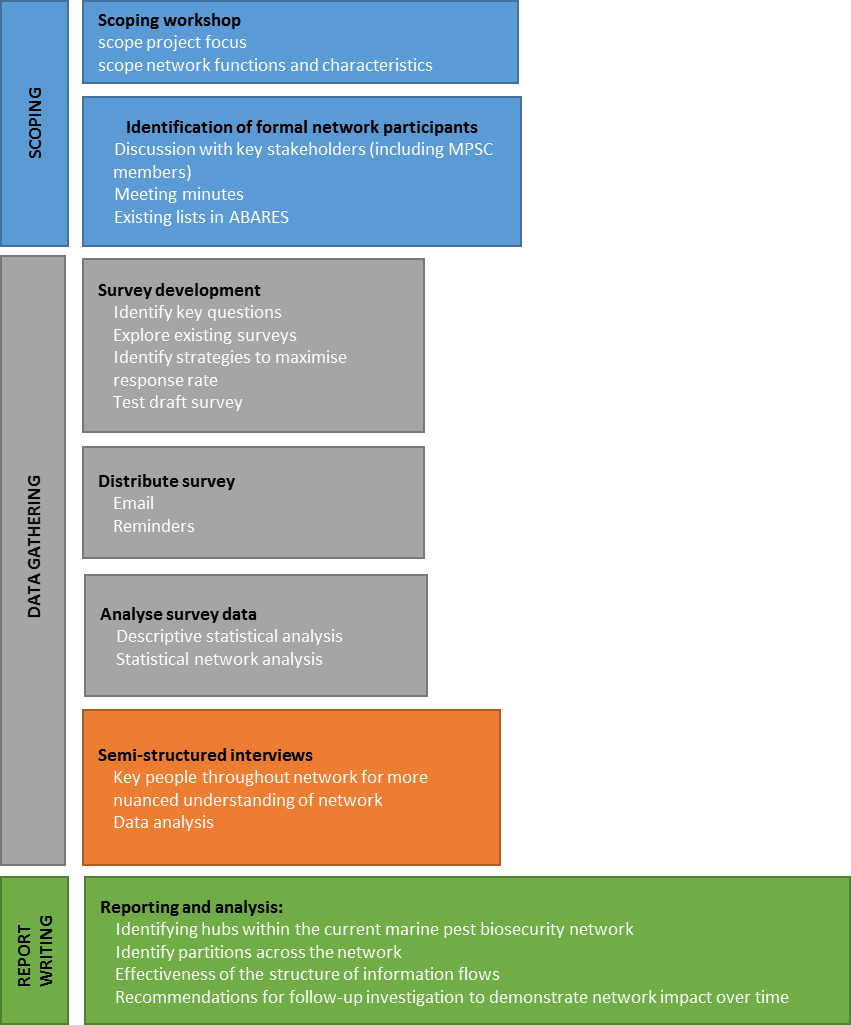 SCOPING
Scoping workshop
scope project focus
scope network functions and characteristics
Identification of formal network participants
Discussion with key stakeholders (including MPSC
members)
Meeting minutes
Existing lists in ABARES
DATA GATHERING
Survey development
Identify key questions
Explore existing surveys
Identify strategies to maximise
response rate
Test draft survey
Distribute survey
Email
Reminders
Analyse survey data
Descriptive statistical analysis
Statistical network analysis
Semi-structured interviews
Key people throughout network for more
nuanced understanding of network
Data analysis
REPORT
WRITING
Reporting and analysis:
Identifying hubs within the current marine pest biosecurity network
Identify partitions across the network
Effectiveness of the structure of information flows
Recommendations for follow-up investigation to demonstrate network impact over time